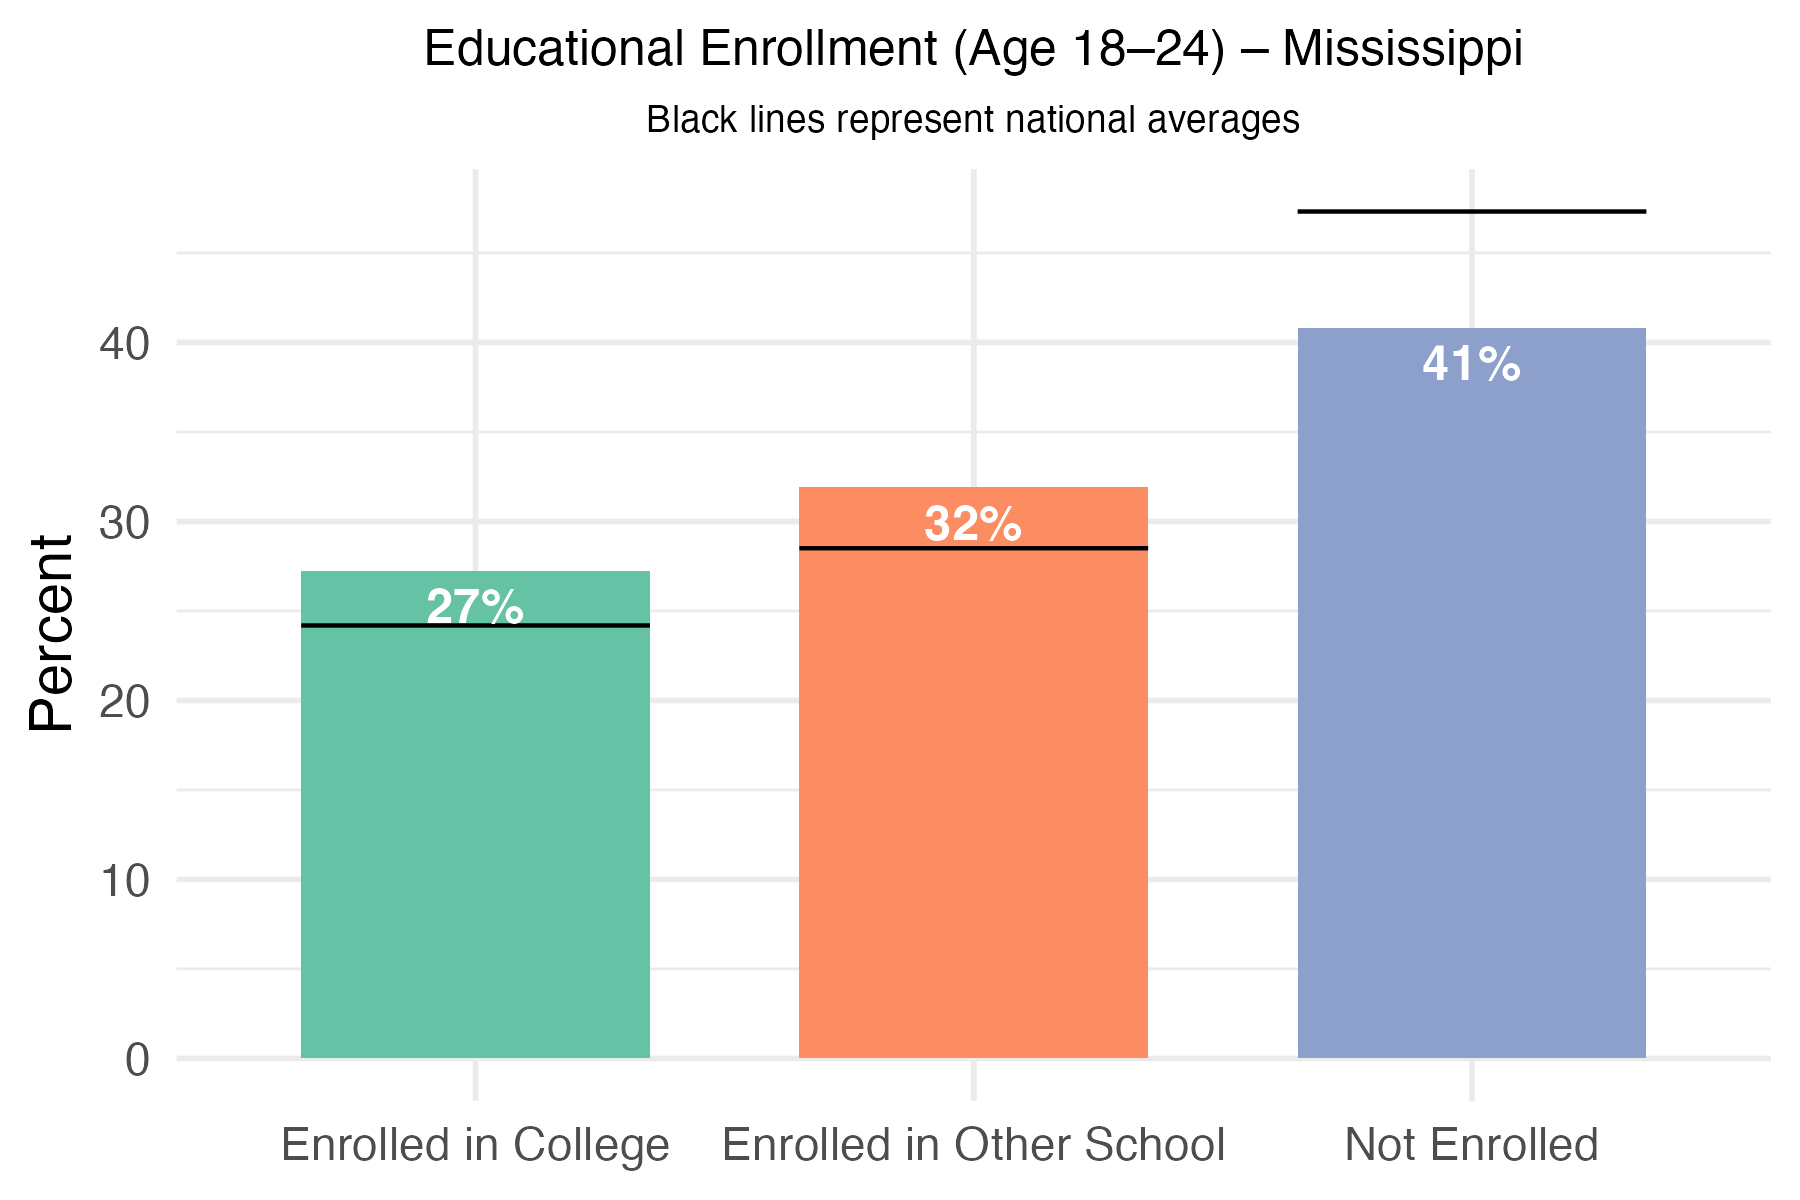 Educational Enrollment (Age 18–24) – Mississippi
Black lines represent national averages
Percent
40
30
20
10
0
27%
32%
41%
Enrolled in College
Enrolled in Other School
Not Enrolled